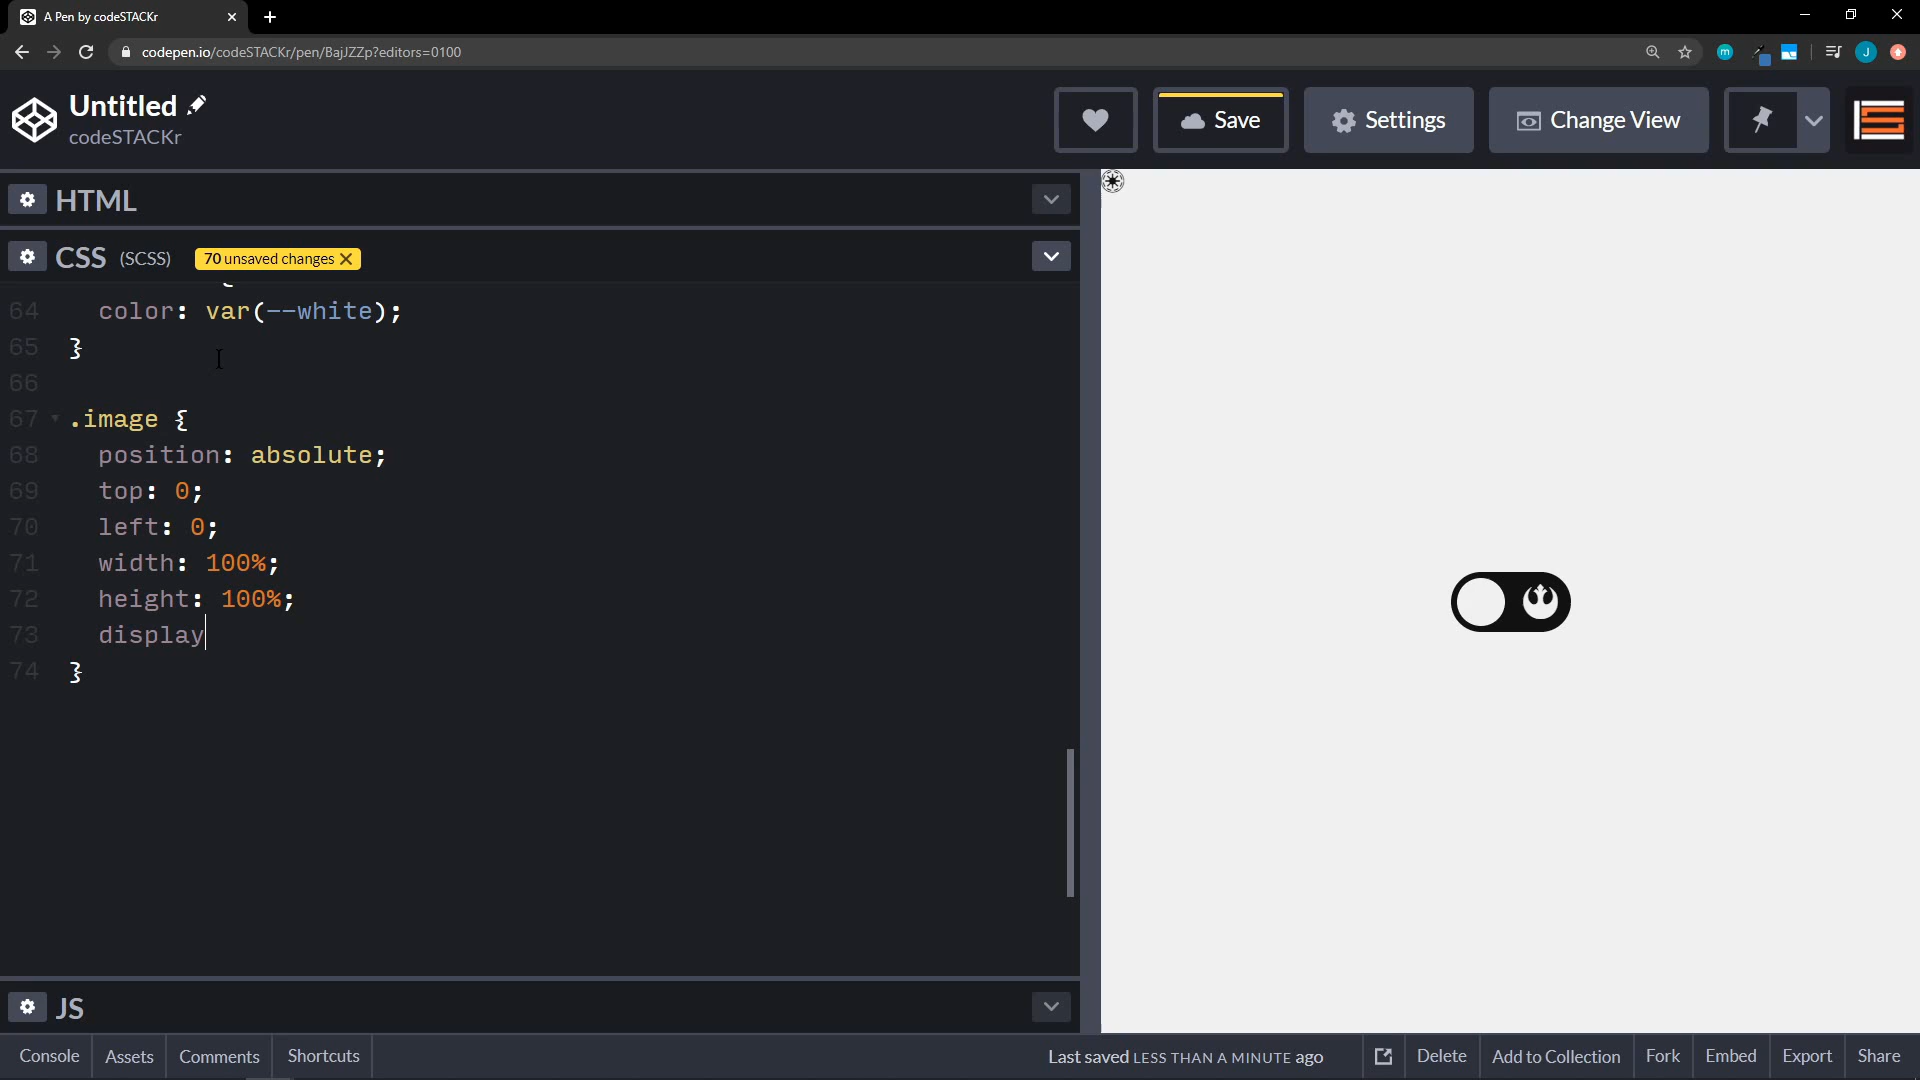 A Pen by codeSTACKr
codepen.io/codeSTACKr/pen/BajJZZp?editors=0100
m
J
Untitled
codeSTACKr
Save
Settings
Change View
HTML
CSS (SCSS) 70 unsaved changes
{
64 color: var(--white);
65 }
66
67 .image {
68 position: absolute;
69 top: 0;
70 left: 0;
71 width: 100%;
72 height: 100%;
73 display
74 }
JS
Console Assets Comments Shortcuts Last saved LESS THAN A MINUTE ago Delete Add to Collection Fork Embed Export Share